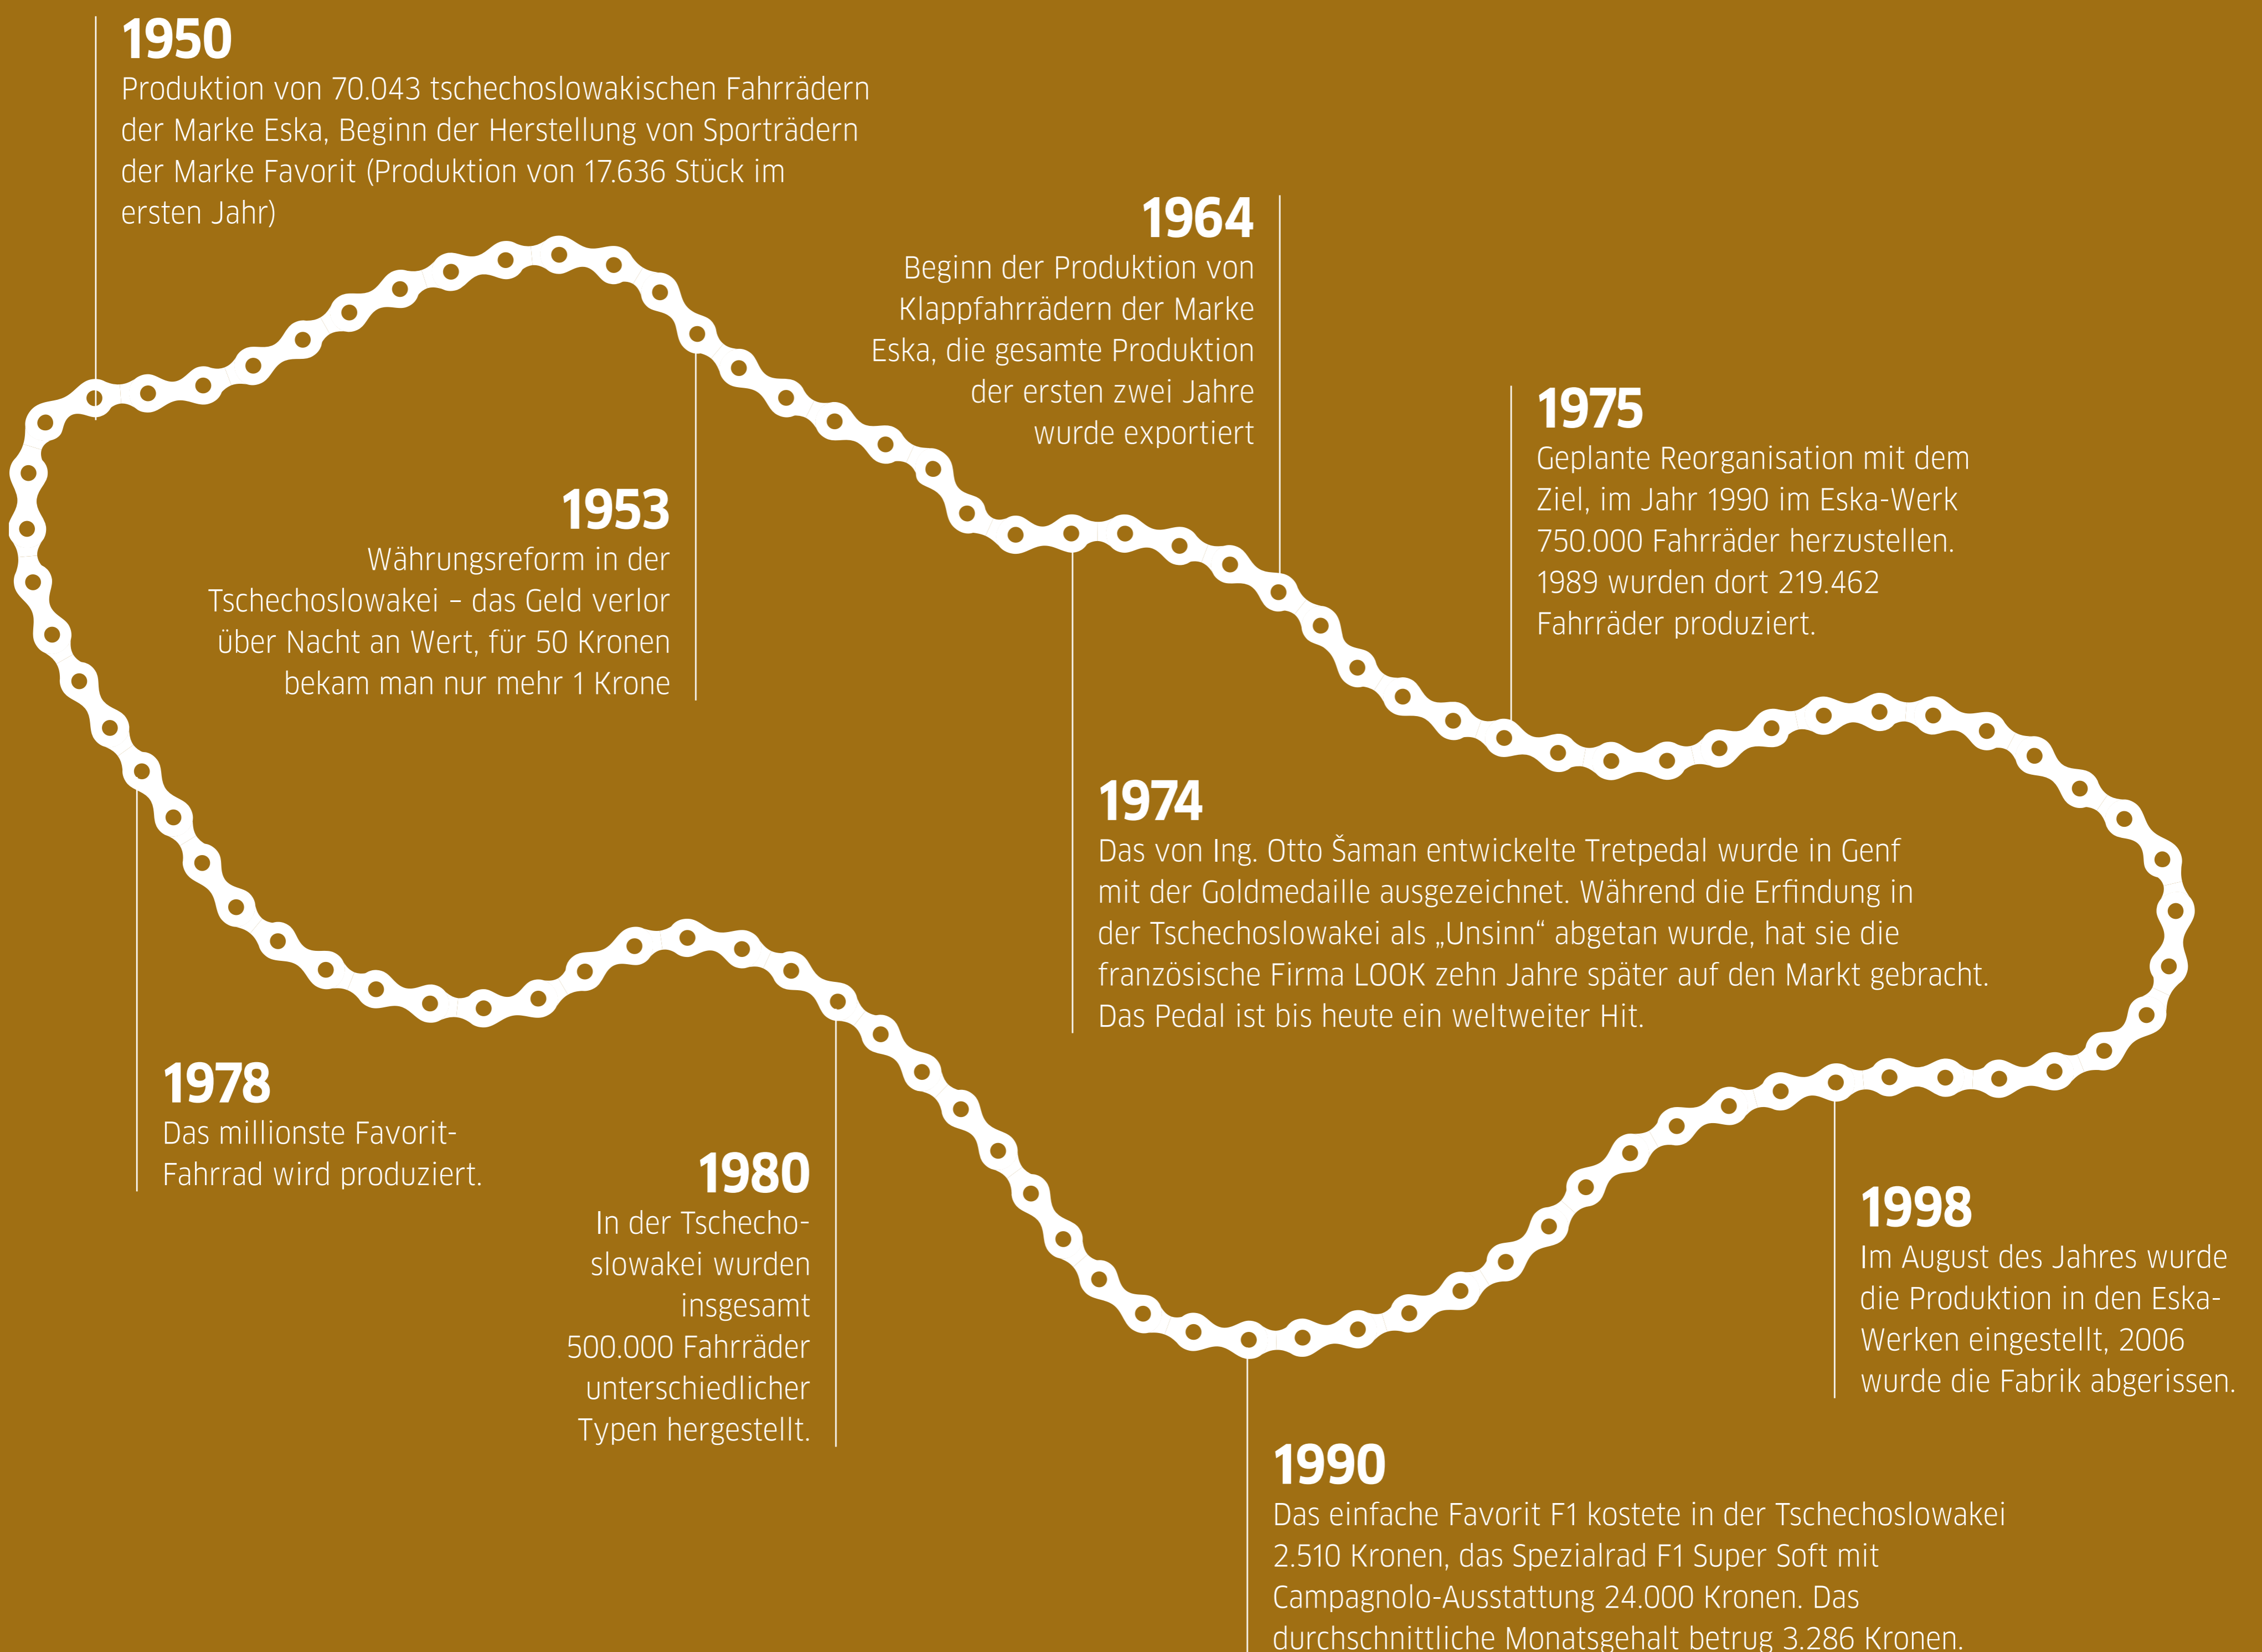 1950
Produktion von 70.043 tschechoslowakischen Fahrrädern
der Marke Eska, Beginn der Herstellung von Sporträdern
der Marke Favorit (Produktion von 17.636 Stück im
ersten Jahr)
1964
Beginn der Produktion von
Klappfahrrädern der Marke
Eska, die gesamte Produktion
der ersten zwei Jahre
wurde exportiert
1953
Währungsreform in der
Tschechoslowakei – das Geld verlor
über Nacht an Wert, für 50 Kronen
bekam man nur mehr 1 Krone
1975
Geplante Reorganisation mit dem
Ziel, im Jahr 1990 im Eska-Werk
750.000 Fahrräder herzustellen.
1989 wurden dort 219.462
Fahrräder produziert.
1974
Das von Ing. Otto Šaman entwickelte Tretpedal wurde in Genf
mit der Goldmedaille ausgezeichnet. Während die Erfindung in
der Tschechoslowakei als „Unsinn“ abgetan wurde, hat sie die
französische Firma LOOK zehn Jahre später auf den Markt gebracht.
Das Pedal ist bis heute ein weltweiter Hit.
1978
Das millionste Favorit-
Fahrrad wird produziert.
1980
In der Tschecho-
slowakei wurden
insgesamt
500.000 Fahrräder
unterschiedlicher
Typen hergestellt.
1998
Im August des Jahres wurde
die Produktion in den Eska-
Werken eingestellt, 2006
wurde die Fabrik abgerissen.
1990
Das einfache Favorit F1 kostete in der Tschechoslowakei
2.510 Kronen, das Spezialrad F1 Super Soft mit
Campagnolo-Ausstattung 24.000 Kronen. Das
durchschnittliche Monatsgehalt betrug 3.286 Kronen.